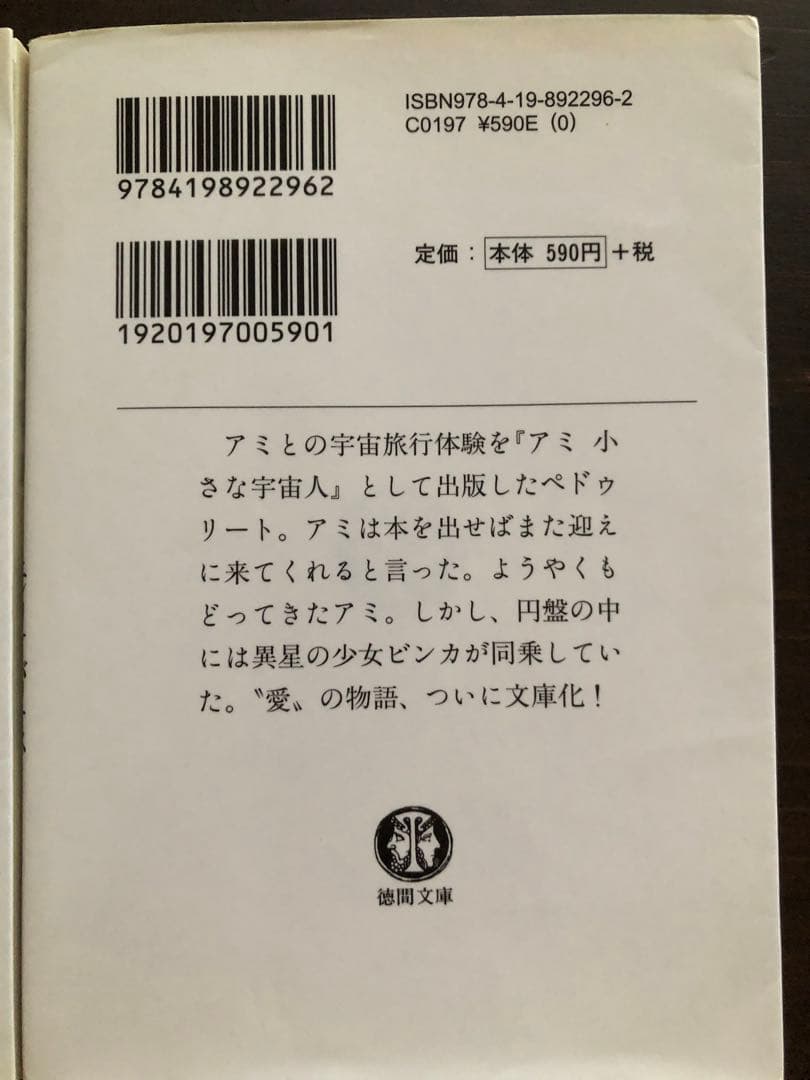 ISBN978-4-19-892296-2
C0197 ¥590E (0)
9784198922962
定価：本体 590円+税
1920197005901
アミとの宇宙旅行体験を『アミ 小
さな宇宙人』として出版したペドゥ
リート。アミは本を出せばまた迎え
に来てくれると言った。ようやくも
どってきたアミ。しかし、円盤の中
には異星の少女ビンカが同乗してい
た。〝愛〟の物語、ついに文庫化！
徳間文庫